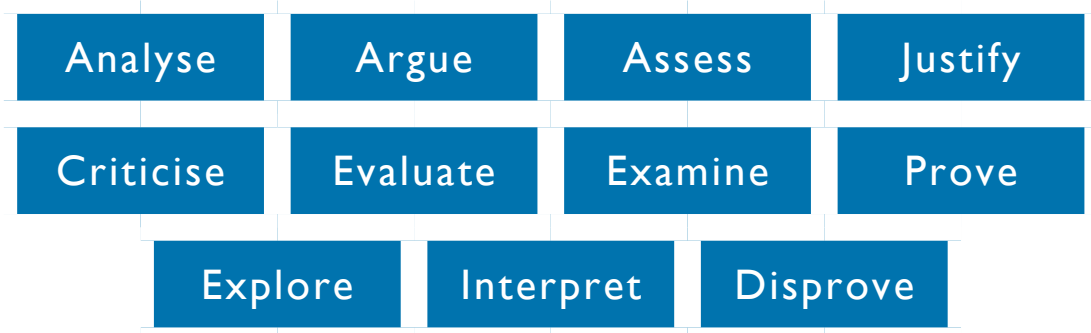 Analyse Argue Assess Justify
Criticise Evaluate Examine Prove
Explore Interpret Disprove